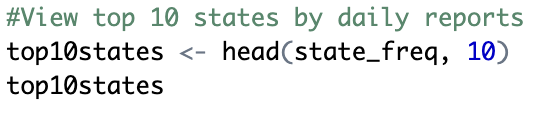 #View top 10 states by daily reports
top10states <- head(state_freq, 10)
top10states